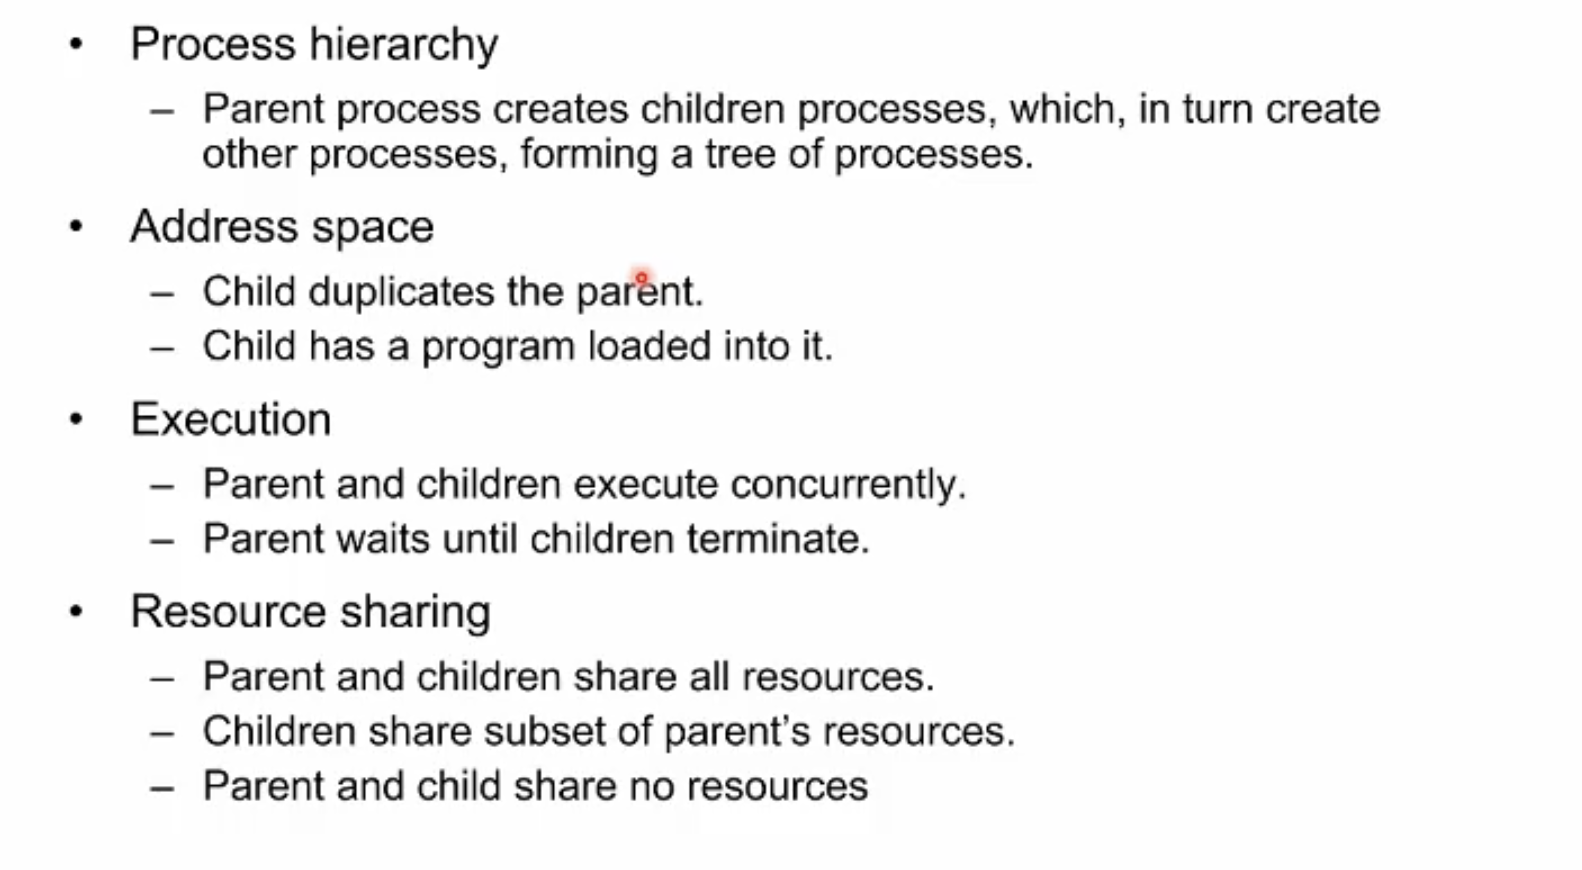 • Process hierarchy
– Parent process creates children processes, which, in turn create
other processes, forming a tree of processes.
• Address space
– Child duplicates the parent.
– Child has a program loaded into it.
• Execution
– Parent and children execute concurrently.
– Parent waits until children terminate.
• Resource sharing
– Parent and children share all resources.
– Children share subset of parent’s resources.
– Parent and child share no resources